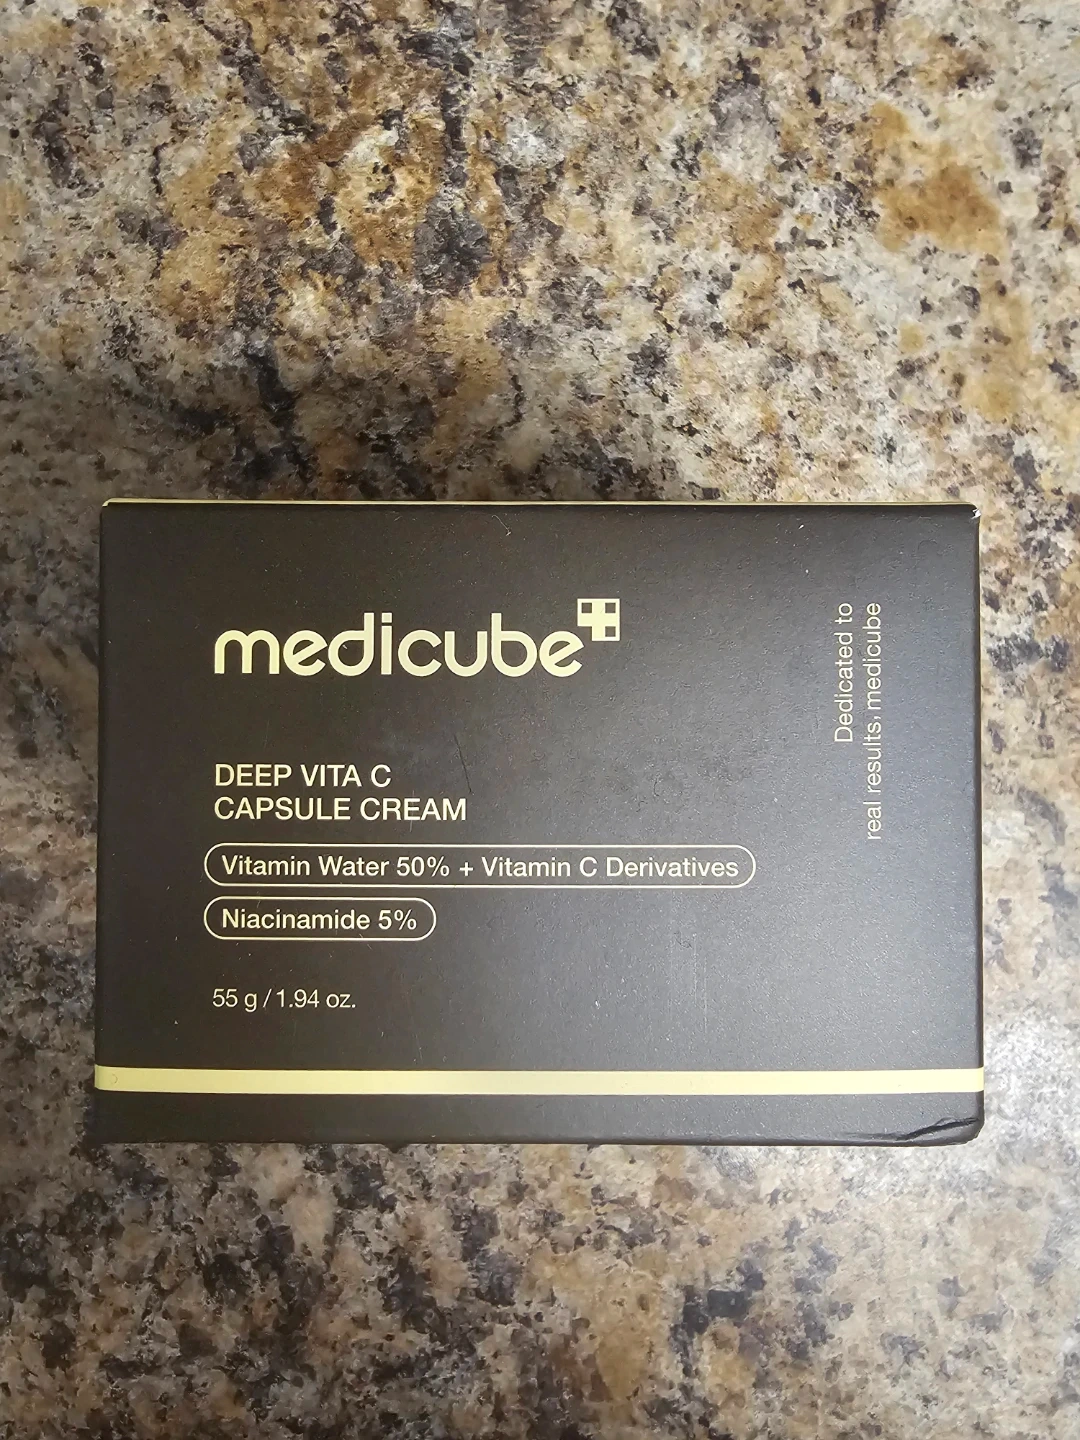 medicube
DEEP VITA C
CAPSULE CREAM
Vitamin Water 50% + Vitamin C Derivatives
Niacinamide 5%
55 g / 1.94 oz.
Dedicated to
real results, medicube